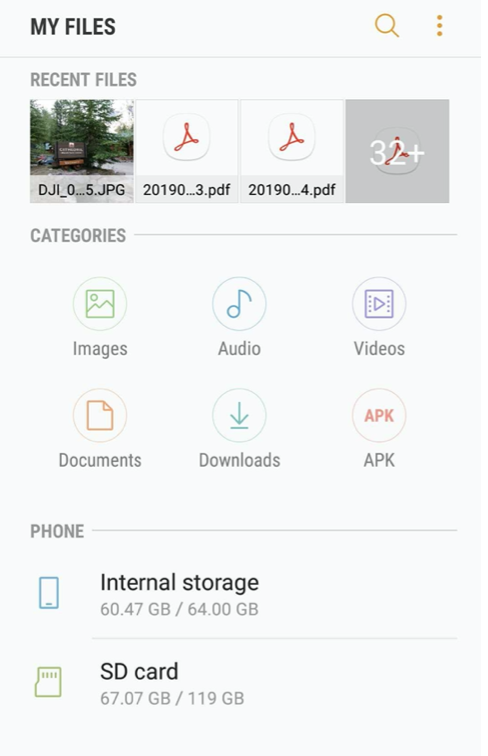 MY FILES
RECENT FILES
DJI_0...5.JPG
20190...3.pdf
20190...4.pdf
32+
CATEGORIES
Images
Audio
Videos
Documents
Downloads
APK
APK
PHONE
Internal storage
60.47 GB / 64.00 GB
SD card
67.07 GB / 119 GB